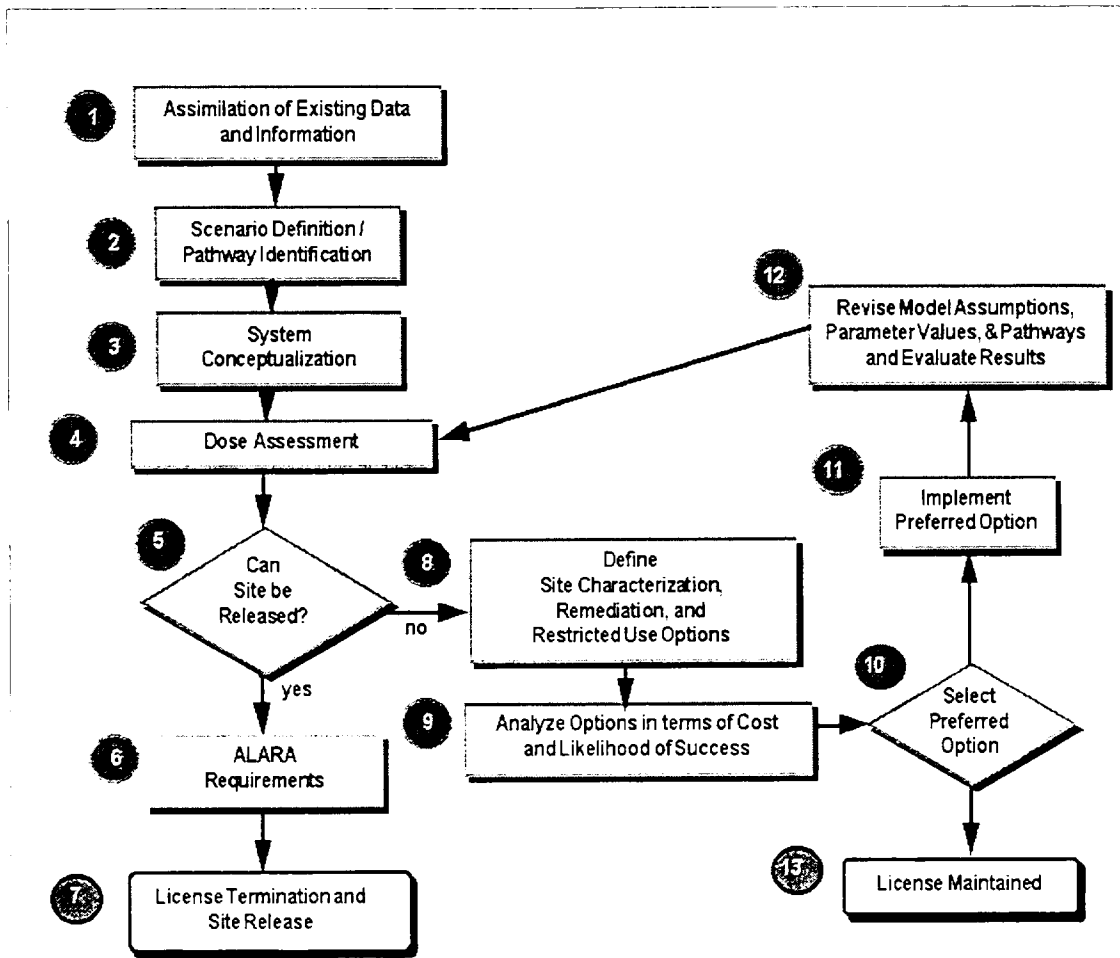 1
Assimilation of Existing Data
and Information
2
Scenario Definition /
Pathway Identification
3
System
Conceptualization
4
Dose Assessment
5
Can
Site be
Released?
no
yes
6
ALARA
Requirements
7
License Termination and
Site Release
8
Define
Site Characterization,
Remediation, and
Restricted Use Options
9
Analyze Options in terms of Cost
and Likelihood of Success
10
Select
Preferred
Option
11
Implement
Preferred Option
12
Revise Model Assumptions,
Parameter Values, & Pathways
and Evaluate Results
13
License Maintained